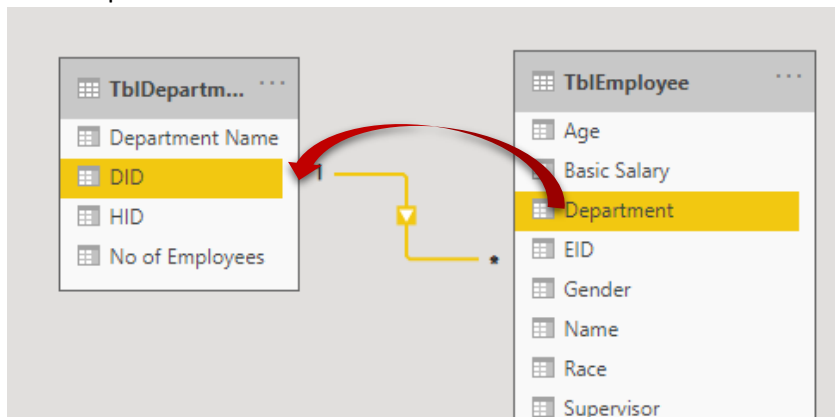 TblDepartm... ...
Department Name
DID
HID
No of Employees
1
*
TblEmployee ...
Age
Basic Salary
Department
EID
Gender
Name
Race
Supervisor